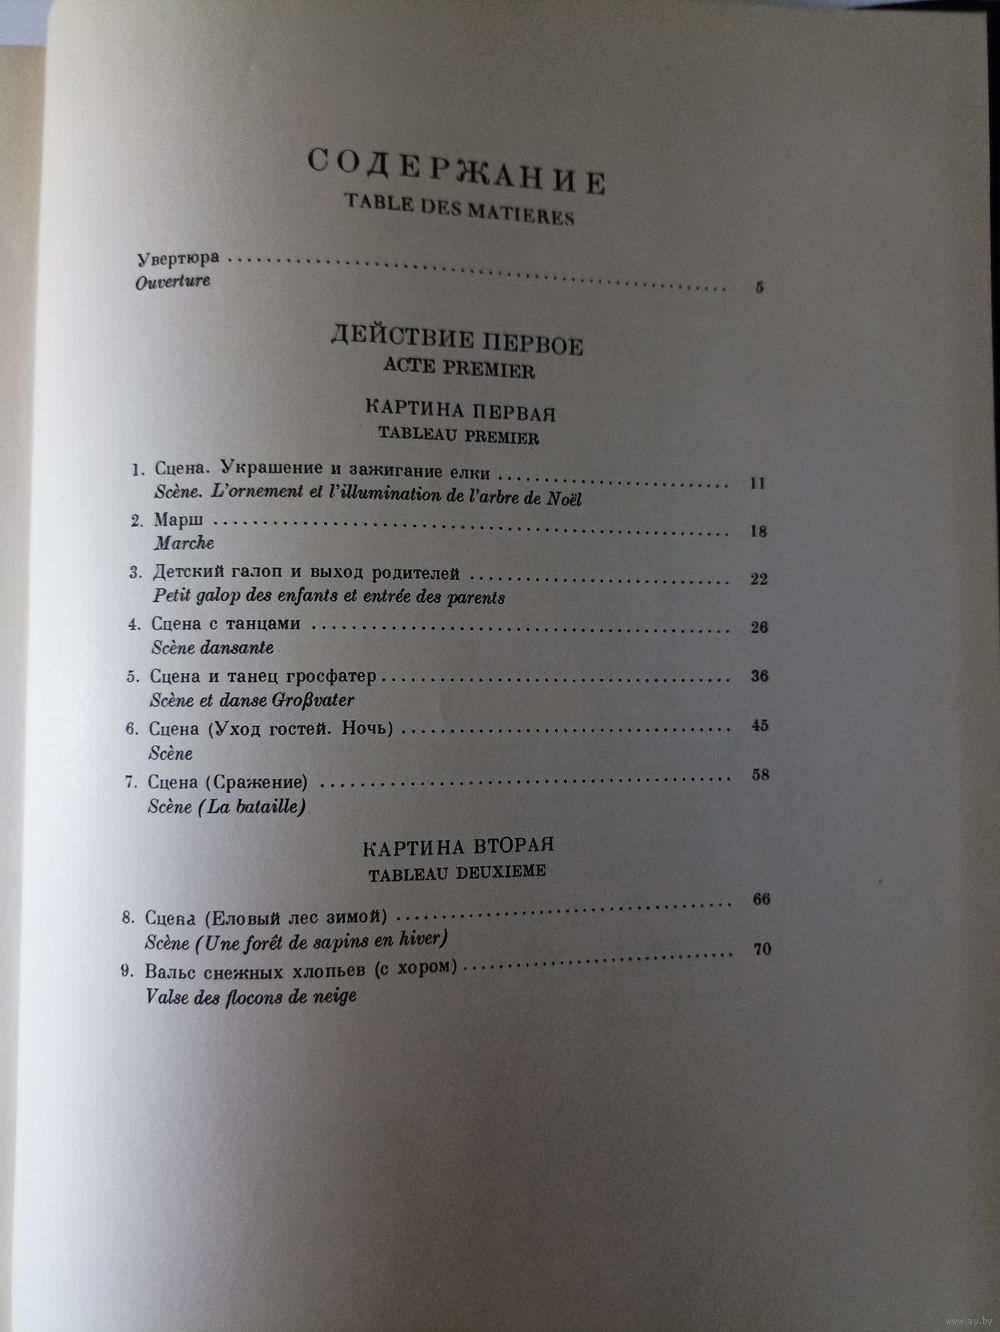 СОДЕРЖАНИЕ
TABLE DES MATIERES
Увертюра 5
Ouverture
ДЕЙСТВИЕ ПЕРВОЕ
ACTE PREMIER
КАРТИНА ПЕРВАЯ
TABLEAU PREMIER
1. Сцена. Украшение и зажигание елки 11
Scène. L'ornement et l'illumination de l'arbre de Noël
2. Марш 18
Marche
3. Детский галоп и выход родителей 22
Petit galop des enfants et entrée des parents
4. Сцена с танцами 26
Scène dansante
5. Сцена и танец гросфатер 36
Scène et danse Großvater
6. Сцена (Уход гостей. Ночь) 45
Scène
7. Сцена (Сражение) 58
Scène (La bataille)
КАРТИНА ВТОРАЯ
TABLEAU DEUXIEME
8. Сцена (Еловый лес зимой) 66
Scène (Une forêt de sapins en hiver)
9. Вальс снежных хлопьев (с хором) 70
Valse des flocons de neige
www.ay.by